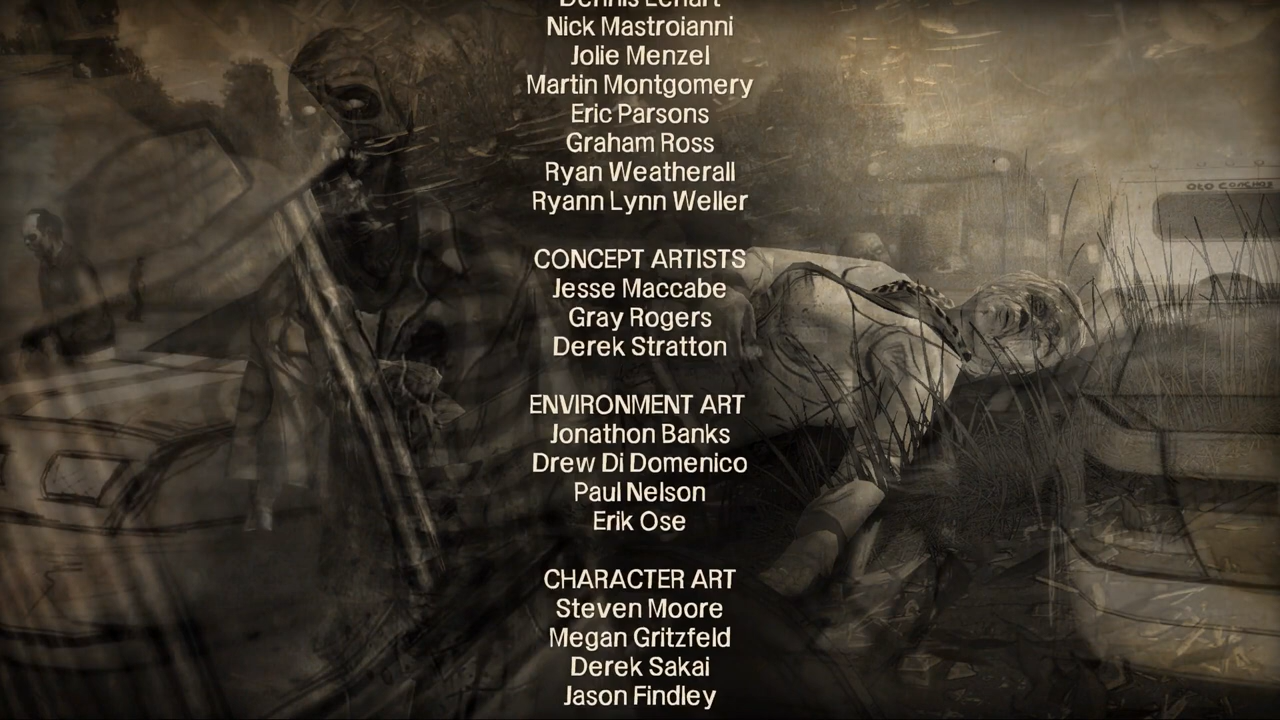 Nick Mastroianni
Jolie Menzel
Martin Montgomery
Eric Parsons
Graham Ross
Ryan Weatherall
Ryann Lynn Weller
CONCEPT ARTISTS
Jesse Maccabe
Gray Rogers
Derek Stratton
ENVIRONMENT ART
Jonathon Banks
Drew Di Domenico
Paul Nelson
Erik Ose
CHARACTER ART
Steven Moore
Megan Gritzfeld
Derek Sakai
Jason Findley